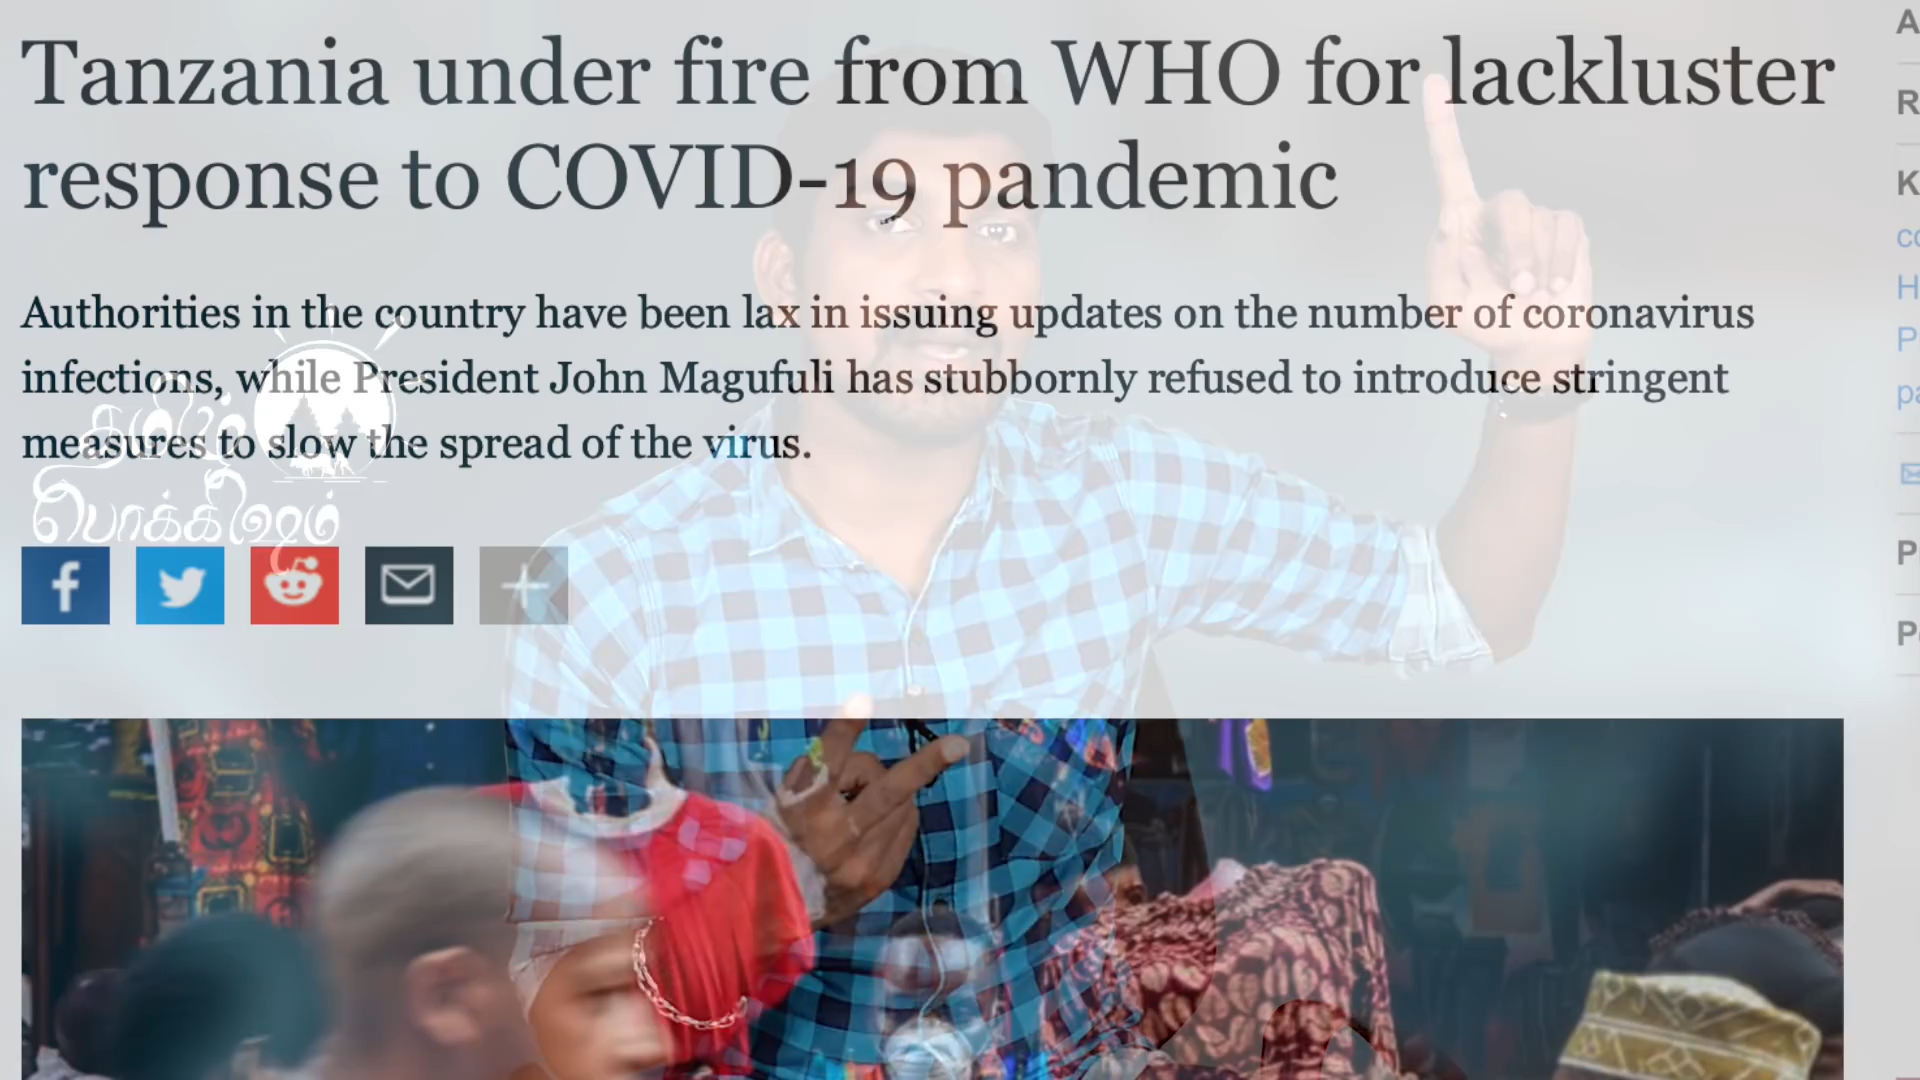 Tanzania under fire from WHO for lackluster
response to COVID-19 pandemic
Authorities in the country have been lax in issuing updates on the number of coronavirus
infections, while President John Magufuli has stubbornly refused to introduce stringent
measures to slow the spread of the virus.
தமிழ்
பொக்கிஷம்